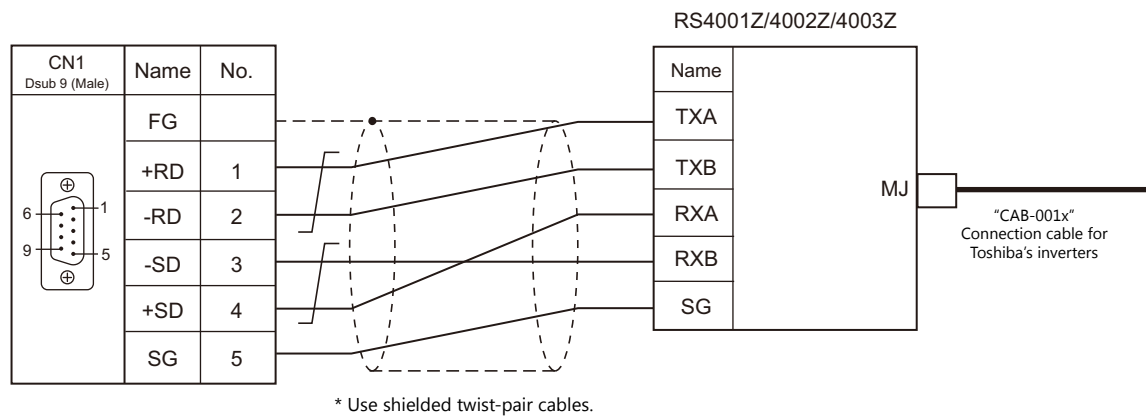 RS4001Z/4002Z/4003Z
CN1
Dsub 9 (Male)
Name No.
FG
+RD 1
-RD 2
-SD 3
+SD 4
SG 5
6 1
9 5
Name
TXA
TXB
RXA
RXB
SG
MJ
"CAB-001x"
Connection cable for
Toshiba's inverters
* Use shielded twist-pair cables.